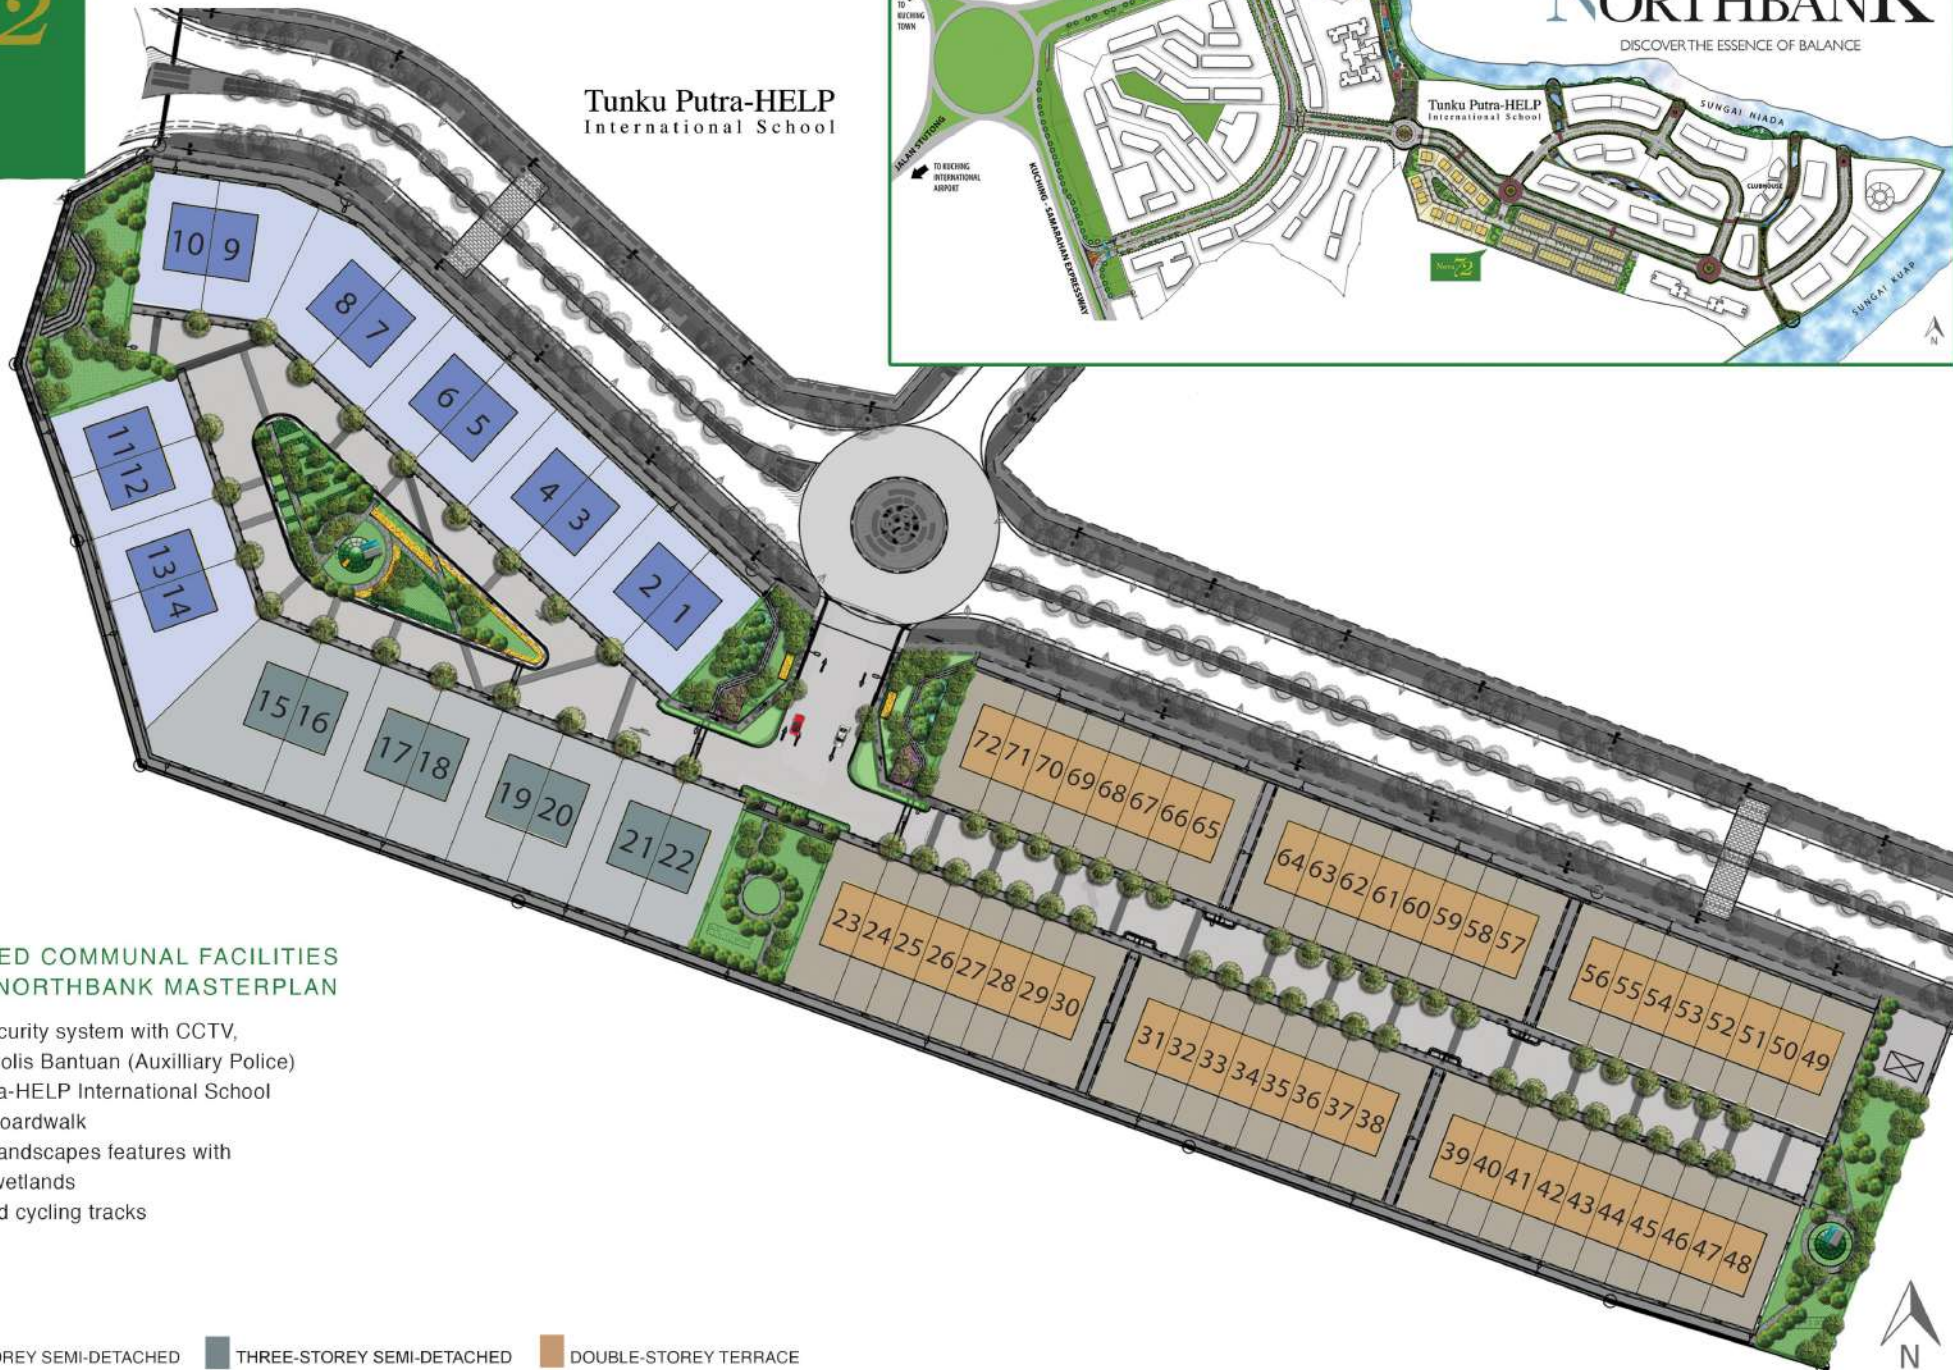 72
NORTHBANK
DISCOVER THE ESSENCE OF BALANCE
TO
KUCHING
TOWN
JALAN STUTONG
TO KUCHING
INTERNATIONAL
AIRPORT
KUCHING - SAMARAHAN EXPRESSWAY
Tunku Putra-HELP
International School
SUNGAI NIADA
CLUBHOUSE
SUNGAI KUAP
72
N
Tunku Putra-HELP
International School
10 9
8 7
6 5
4 3
2 1
11 12
13 14
15 16
17 18
19 20
21 22
72 71 70 69 68 67 66 65
64 63 62 61 60 59 58 57
56 55 54 53 52 51 50 49
23 24 25 26 27 28 29 30
31 32 33 34 35 36 37 38
39 40 41 42 43 44 45 46 47 48
ED COMMUNAL FACILITIES
NORTHBANK MASTERPLAN
curity system with CCTV,
olis Bantuan (Auxilliary Police)
a-HELP International School
oardwalk
andscapes features with
wetlands
d cycling tracks
OREY SEMI-DETACHED
THREE-STOREY SEMI-DETACHED
DOUBLE-STOREY TERRACE
N